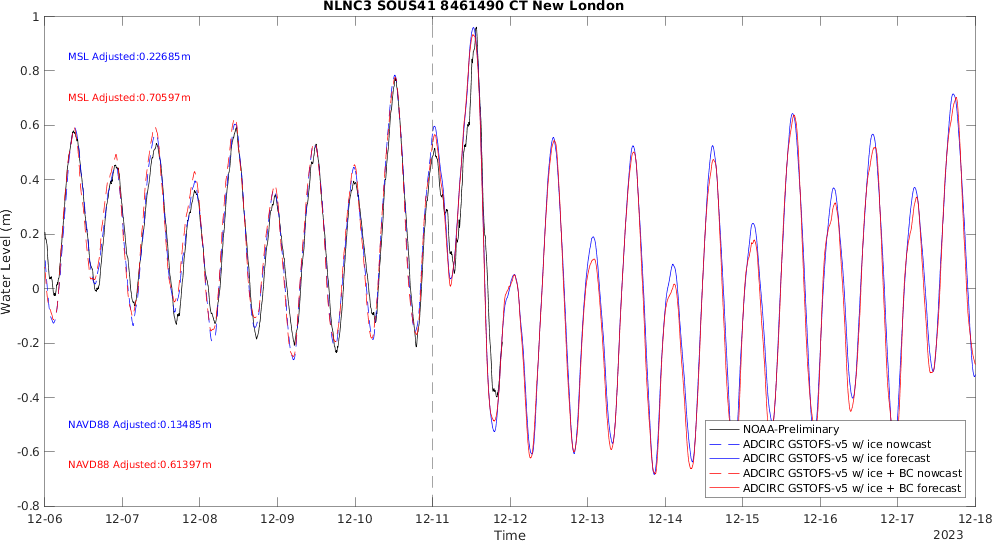 NLNC3 SOUS41 8461490 CT New London
MSL Adjusted:0.22685m
MSL Adjusted:0.70597m
NAVD88 Adjusted:0.13485m
NAVD88 Adjusted:0.61397m
Water Level (m)
1
0.8
0.6
0.4
0.2
0
-0.2
-0.4
-0.6
-0.8
NOAA-Preliminary
ADCIRC GSTOFS-v5 w/ ice nowcast
ADCIRC GSTOFS-v5 w/ ice forecast
ADCIRC GSTOFS-v5 w/ ice + BC nowcast
ADCIRC GSTOFS-v5 w/ ice + BC forecast
12-06 12-07 12-08 12-09 12-10 12-11 12-12 12-13 12-14 12-15 12-16 12-17 12-18
Time
2023